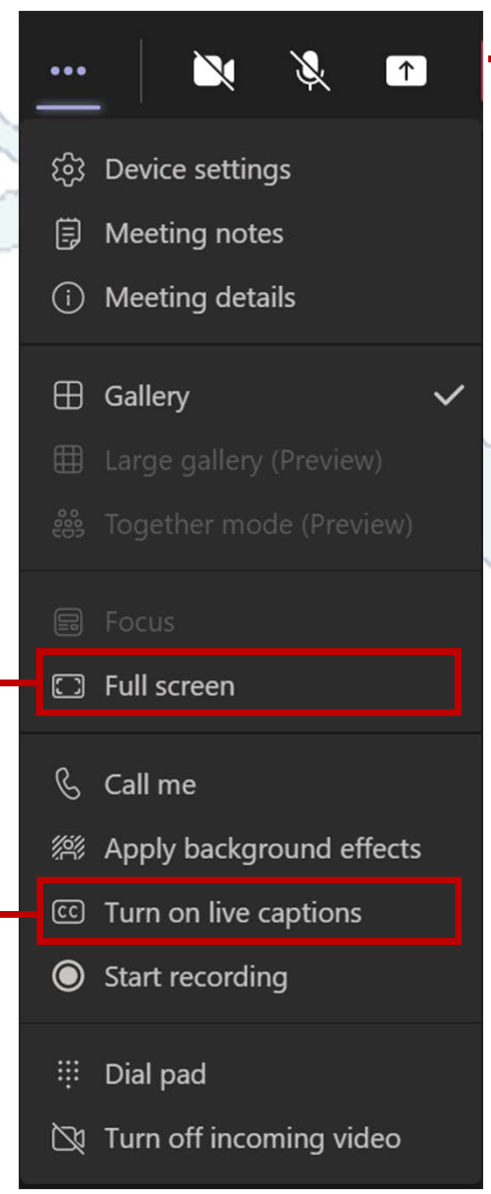 Device settings
Meeting notes
Meeting details
Gallery
Large gallery (Preview)
Together mode (Preview)
Focus
Full screen
Call me
Apply background effects
CC Turn on live captions
Start recording
Dial pad
Turn off incoming video